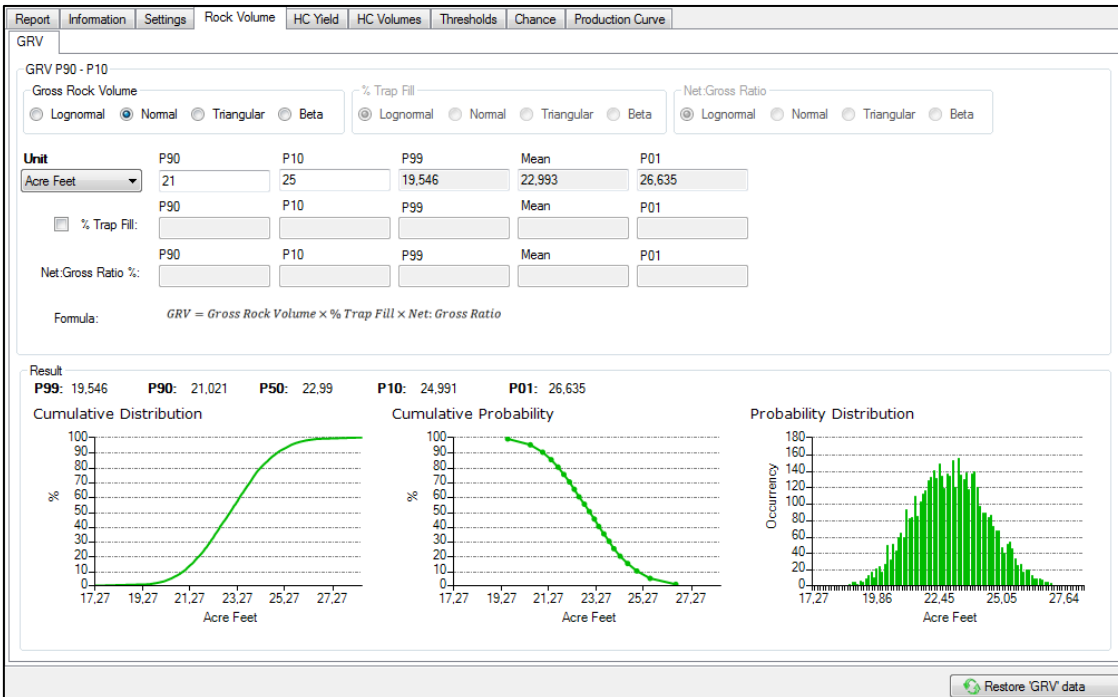 Report Information Settings Rock Volume HC Yield HC Volumes Thresholds Chance Production Curve
GRV
GRV P90 - P10
Gross Rock Volume % Trap Fill Net:Gross Ratio
Lognormal Normal Triangular Beta Lognormal Normal Triangular Beta Lognormal Normal Triangular Beta
Unit P90 P10 P99 Mean P01
Acre Feet 21 25 19,546 22,993 26,635
P90 P10 P99 Mean P01
% Trap Fill:
P90 P10 P99 Mean P01
Net:Gross Ratio %:
Formula: GRV = Gross Rock Volume × % Trap Fill × Net: Gross Ratio
Result
P99: 19,546 P90: 21,021 P50: 22,99 P10: 24,991 P01: 26,635
Cumulative Distribution
100
90
80
70
60
50
40
30
20
10
0
%
17,27 19,27 21,27 23,27 25,27 27,27
Acre Feet
Cumulative Probability
100
90
80
70
60
50
40
30
20
10
0
%
17,27 19,27 21,27 23,27 25,27 27,27
Acre Feet
Probability Distribution
180
160
140
120
100
80
60
40
20
0
Occurrency
17,27 19,86 22,45 25,05 27,64
Acre Feet
Restore 'GRV' data